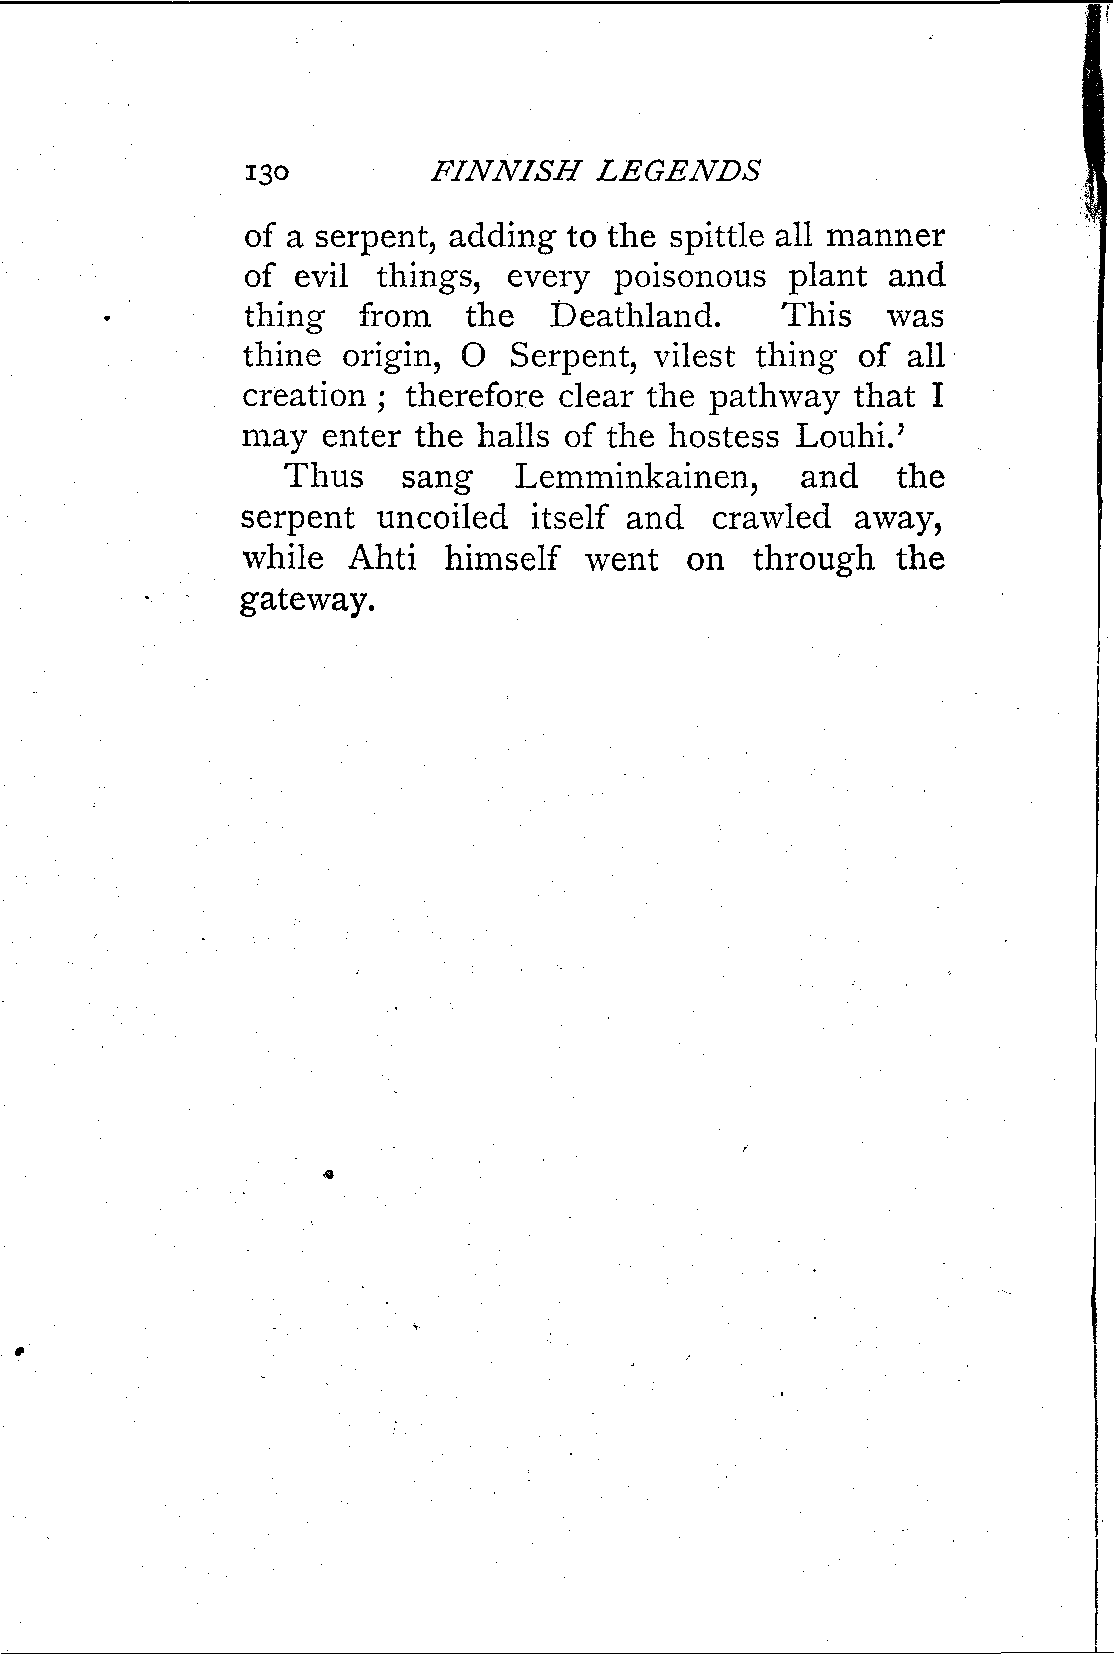 130 FINNISH LEGENDS
of a serpent, adding to the spittle all manner
of evil things, every poisonous plant and
thing from the Deathland. This was
thine origin, O Serpent, vilest thing of all
creation ; therefore clear the pathway that I
may enter the halls of the hostess Louhi.’
Thus sang Lemminkainen, and the
serpent uncoiled itself and crawled away,
while Ahti himself went on through the
gateway.